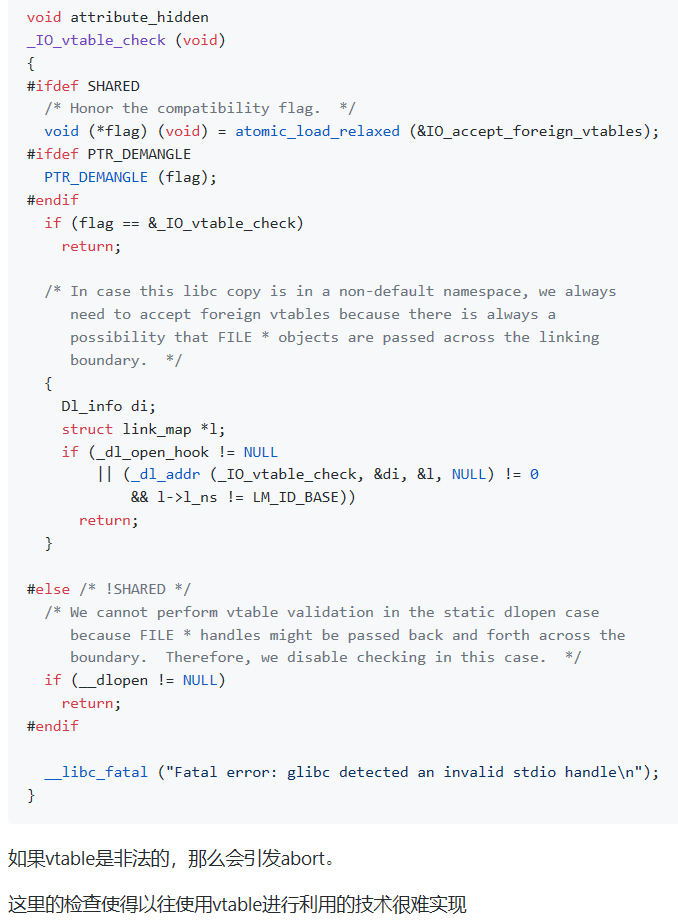 void attribute_hidden
_IO_vtable_check (void)
{
#ifdef SHARED
  /* Honor the compatibility flag.  */
  void (*flag) (void) = atomic_load_relaxed (&IO_accept_foreign_vtables);
#ifdef PTR_DEMANGLE
  PTR_DEMANGLE (flag);
#endif
  if (flag == &_IO_vtable_check)
    return;

  /* In case this libc copy is in a non-default namespace, we always
     need to accept foreign vtables because there is always a
     possibility that FILE * objects are passed across the linking
     boundary.  */
  {
    Dl_info di;
    struct link_map *l;
    if (_dl_open_hook != NULL
        || (_dl_addr (_IO_vtable_check, &di, &l, NULL) != 0
            && l->l_ns != LM_ID_BASE))
      return;
  }

#else /* !SHARED */
  /* We cannot perform vtable validation in the static dlopen case
     because FILE * handles might be passed back and forth across the
     boundary.  Therefore, we disable checking in this case.  */
  if (__dlopen != NULL)
    return;
#endif

  __libc_fatal ("Fatal error: glibc detected an invalid stdio handle\n");
}
如果vtable是非法的，那么会引发abort。
这里的检查使得以往使用vtable进行利用的技术很难实现